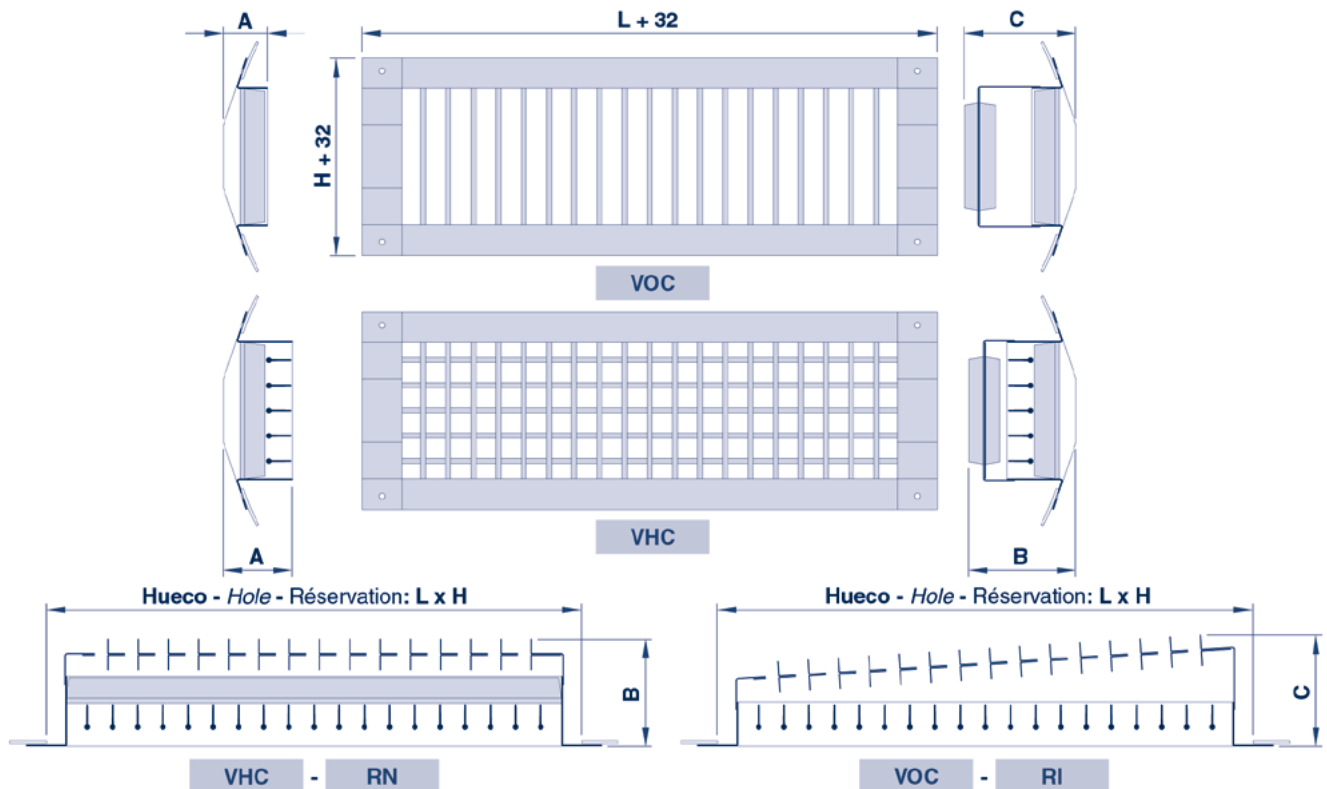 A
L + 32
C
H + 32
VOC
VHC
A
B
Hueco - Hole - Réservation: L x H
Hueco - Hole - Réservation: L x H
B
C
VHC - RN
VOC - RI